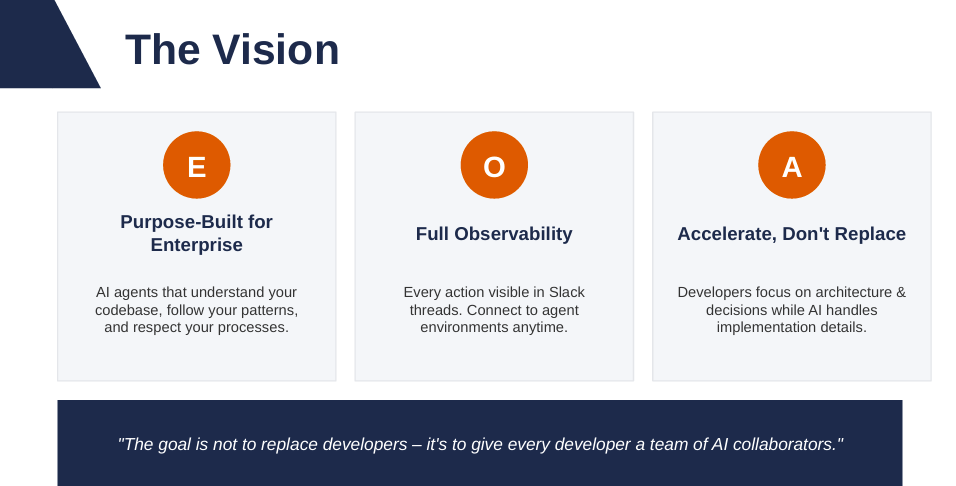 The Vision
E
Purpose-Built for
Enterprise
AI agents that understand your
codebase, follow your patterns,
and respect your processes.
O
Full Observability
Every action visible in Slack
threads. Connect to agent
environments anytime.
A
Accelerate, Don't Replace
Developers focus on architecture &
decisions while AI handles
implementation details.
"The goal is not to replace developers – it's to give every developer a team of AI collaborators."